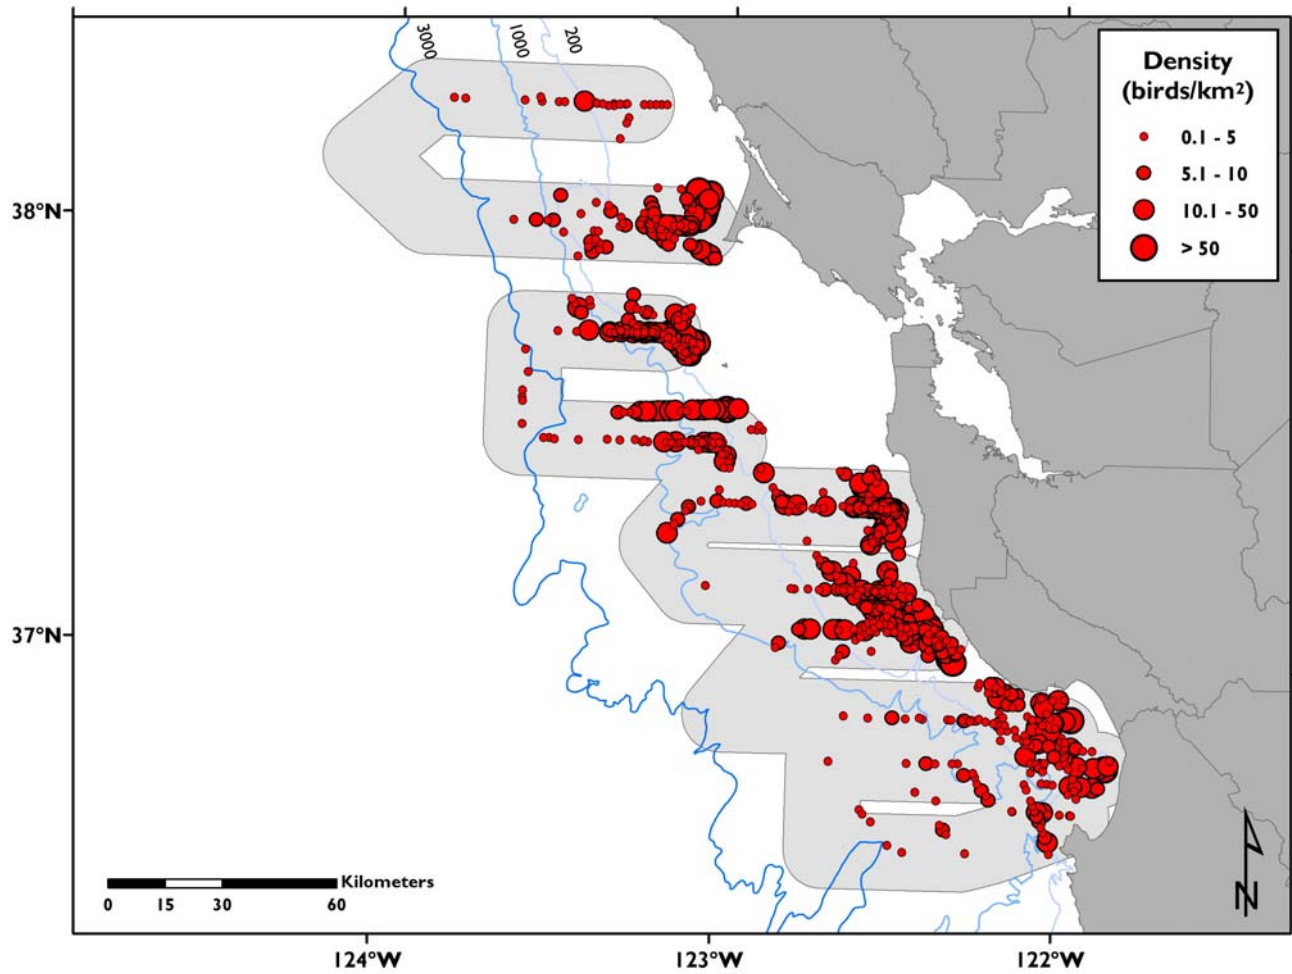 3000
1000
200
Density
(birds/km²)
0.1 - 5
5.1 - 10
10.1 - 50
> 50
38°N
37°N
Kilometers
0 15 30 60
N
124°W 123°W 122°W